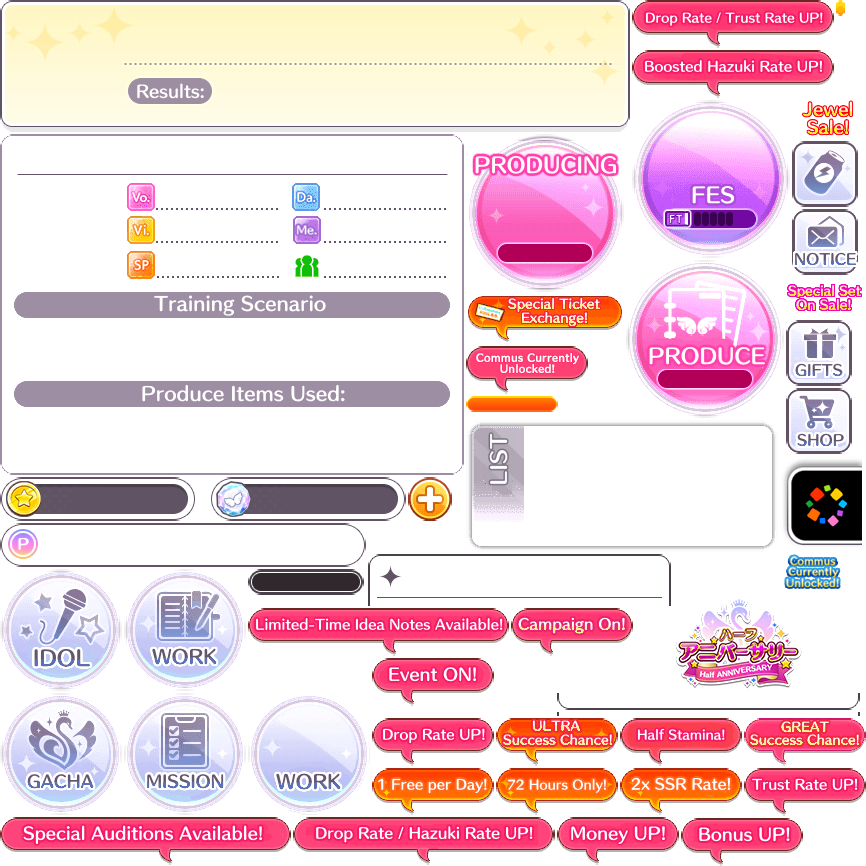 Drop Rate / Trust Rate UP!
Results:
Boosted Hazuki Rate UP!
Jewel
Sale!
PRODUCING
FES
FT
Vo.
Da.
Vi.
Me.
SP
NOTICE
Training Scenario
Special Set
On Sale!
Special Ticket
Exchange!
PRODUCE
Commus Currently
Unlocked!
GIFTS
Produce Items Used:
LIST
SHOP
P
Commus
Currently
Unlocked!
IDOL
WORK
Limited-Time Idea Notes Available!
Campaign On!
ハーフ
アニバーサリー
Half ANNIVERSARY
Event ON!
GACHA
MISSION
WORK
Drop Rate UP!
ULTRA
Success Chance!
Half Stamina!
GREAT
Success Chance!
1 Free per Day!
72 Hours Only!
2x SSR Rate!
Trust Rate UP!
Special Auditions Available!
Drop Rate / Hazuki Rate UP!
Money UP!
Bonus UP!